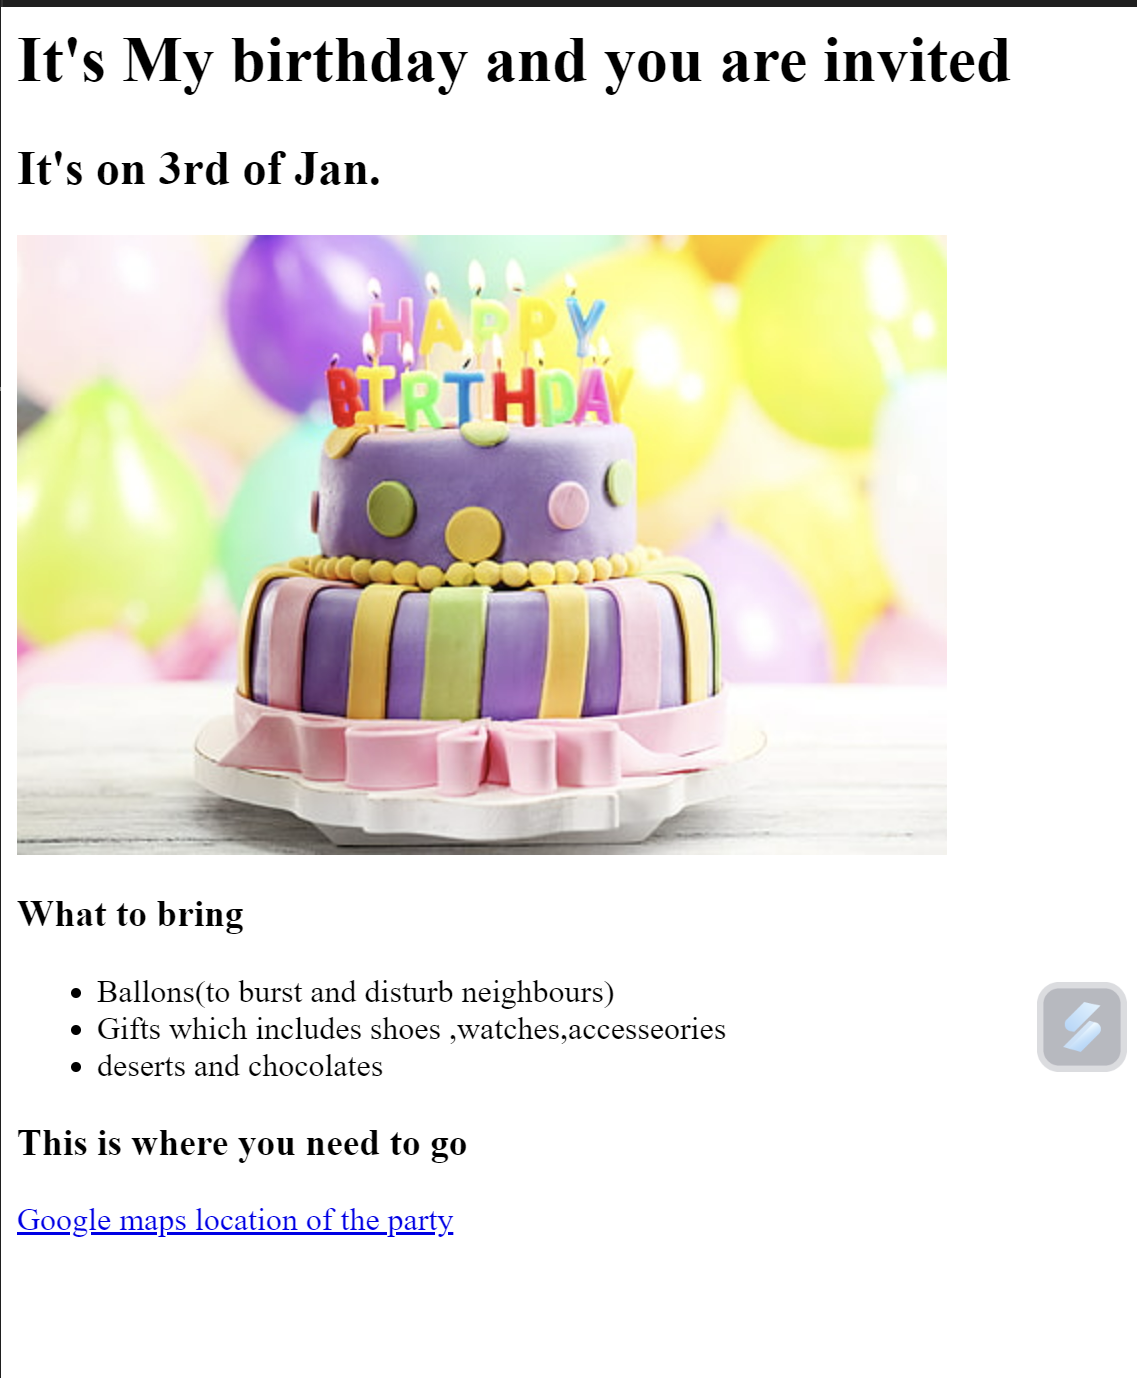 It's My birthday and you are invited
It's on 3rd of Jan.
HAPPY
BIRTHDAY
What to bring
Ballons(to burst and disturb neighbours)
Gifts which includes shoes ,watches,accesseories
deserts and chocolates
This is where you need to go
Google maps location of the party